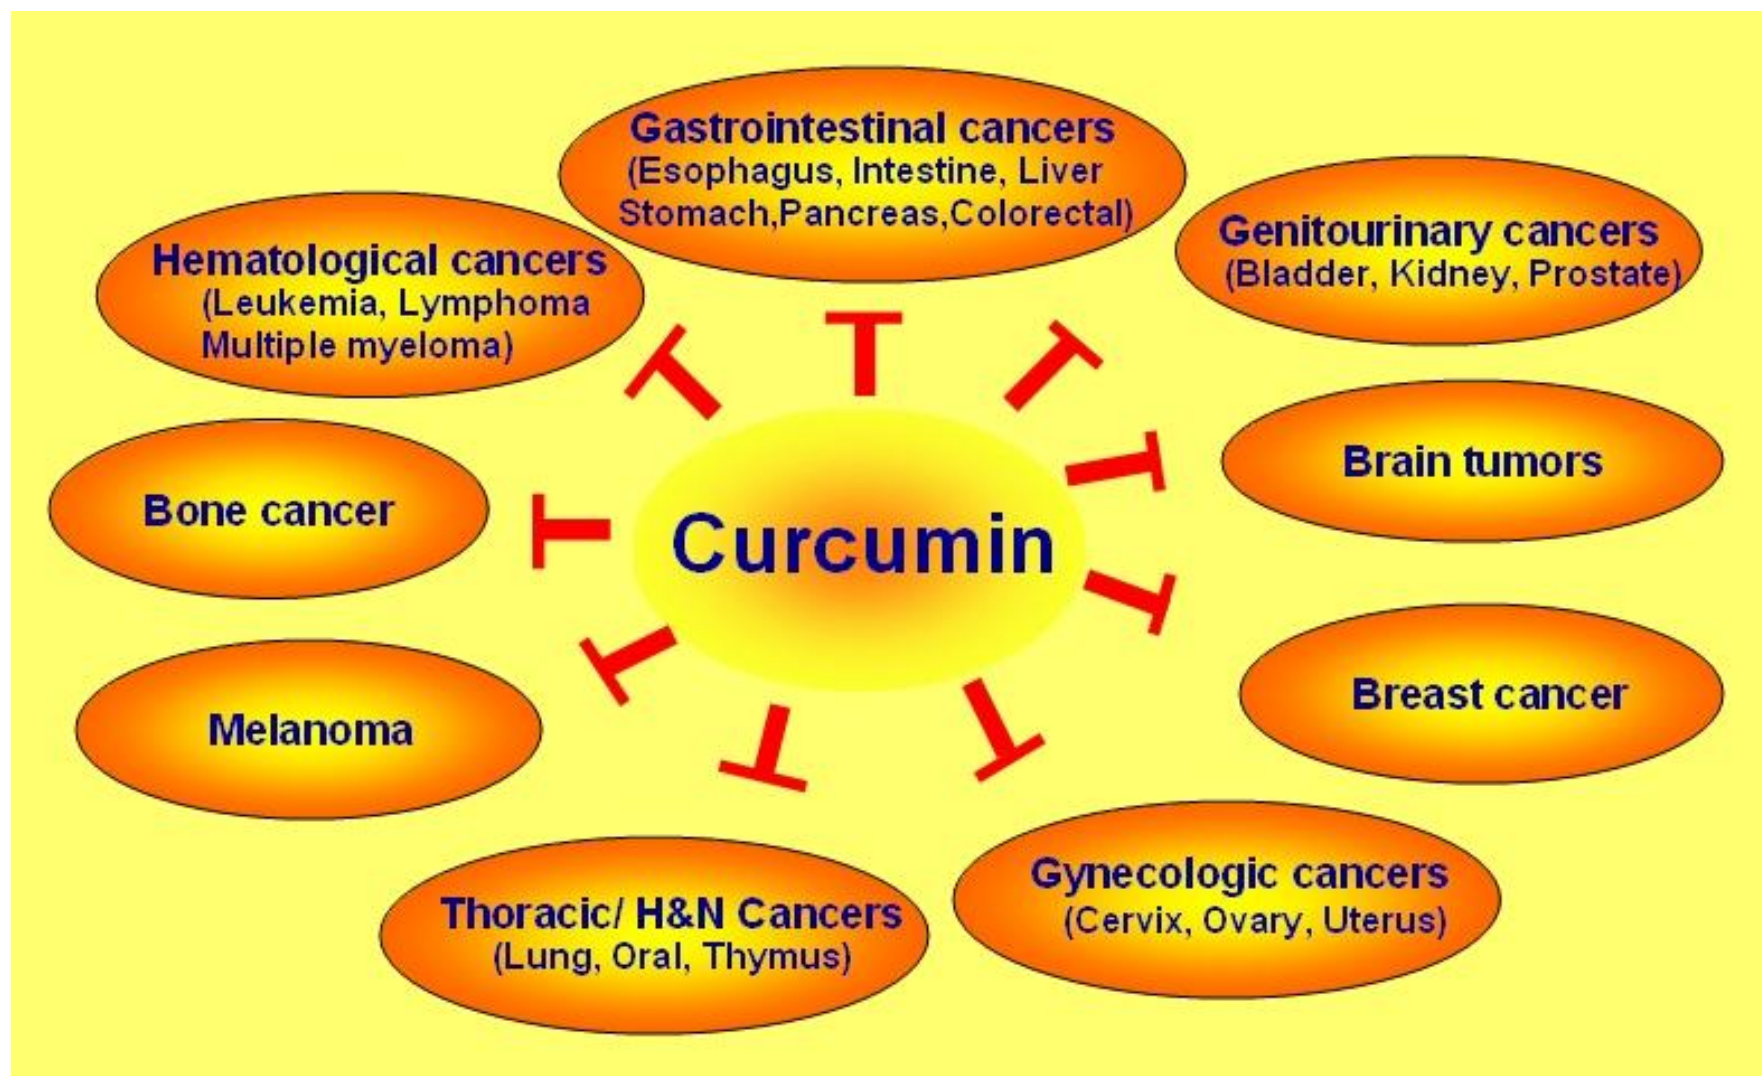 Gastrointestinal cancers
(Esophagus, Intestine, Liver
Stomach,Pancreas,Colorectal)
Genitourinary cancers
(Bladder, Kidney, Prostate)
Hematological cancers
(Leukemia, Lymphoma
Multiple myeloma)
Brain tumors
Bone cancer
Curcumin
Breast cancer
Melanoma
Gynecologic cancers
(Cervix, Ovary, Uterus)
Thoracic/ H&N Cancers
(Lung, Oral, Thymus)